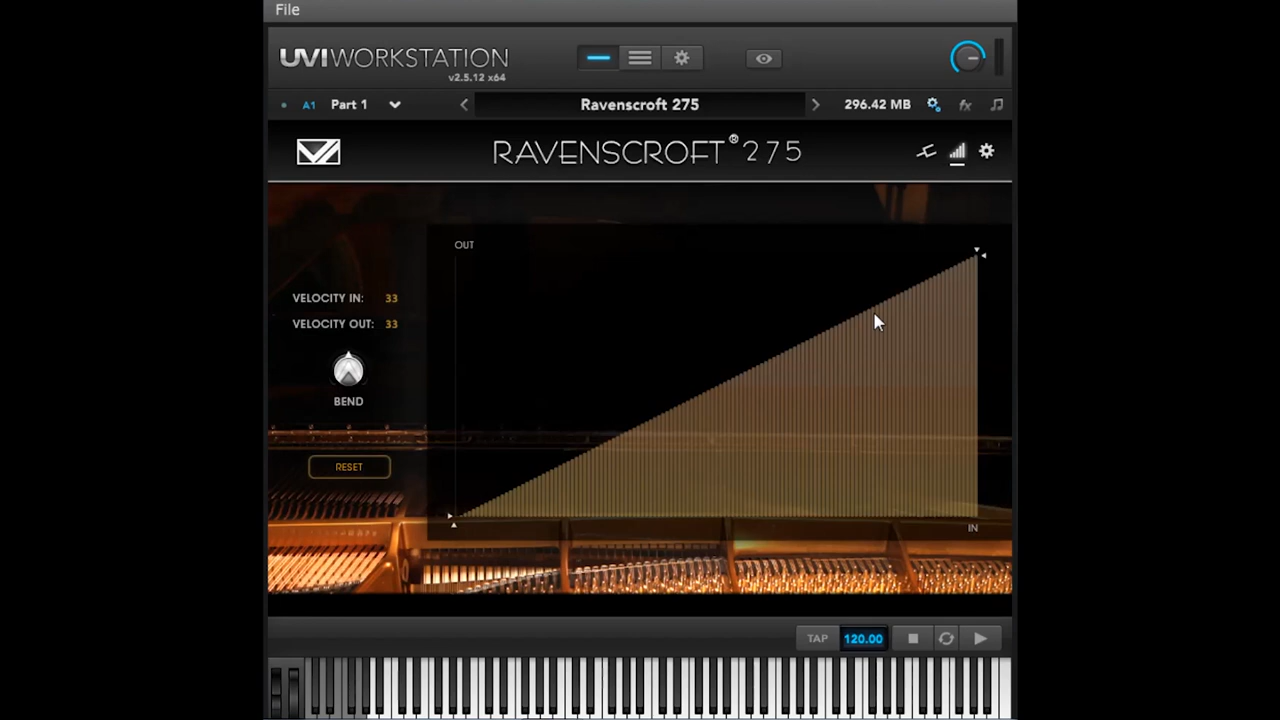 File
UVIWORKSTATION
v2.5.12 x64
A1 Part 1 Ravenscroft 275 296.42 MB fx
RAVENSCROFT®275
OUT
VELOCITY IN: 33
VELOCITY OUT: 33
BEND
RESET
IN
TAP 120.00